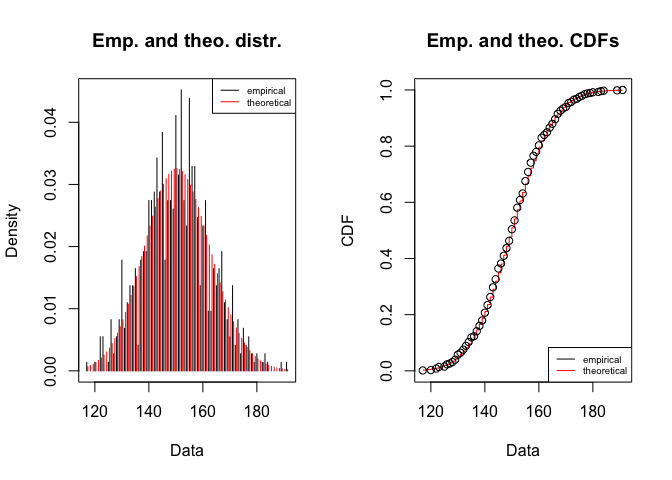 Emp. and theo. distr.
empirical
theoretical
Density
0.00
0.01
0.02
0.03
0.04
120
140
160
180
Data
Emp. and theo. CDFs
CDF
0.0
0.2
0.4
0.6
0.8
1.0
empirical
theoretical
120
140
160
180
Data